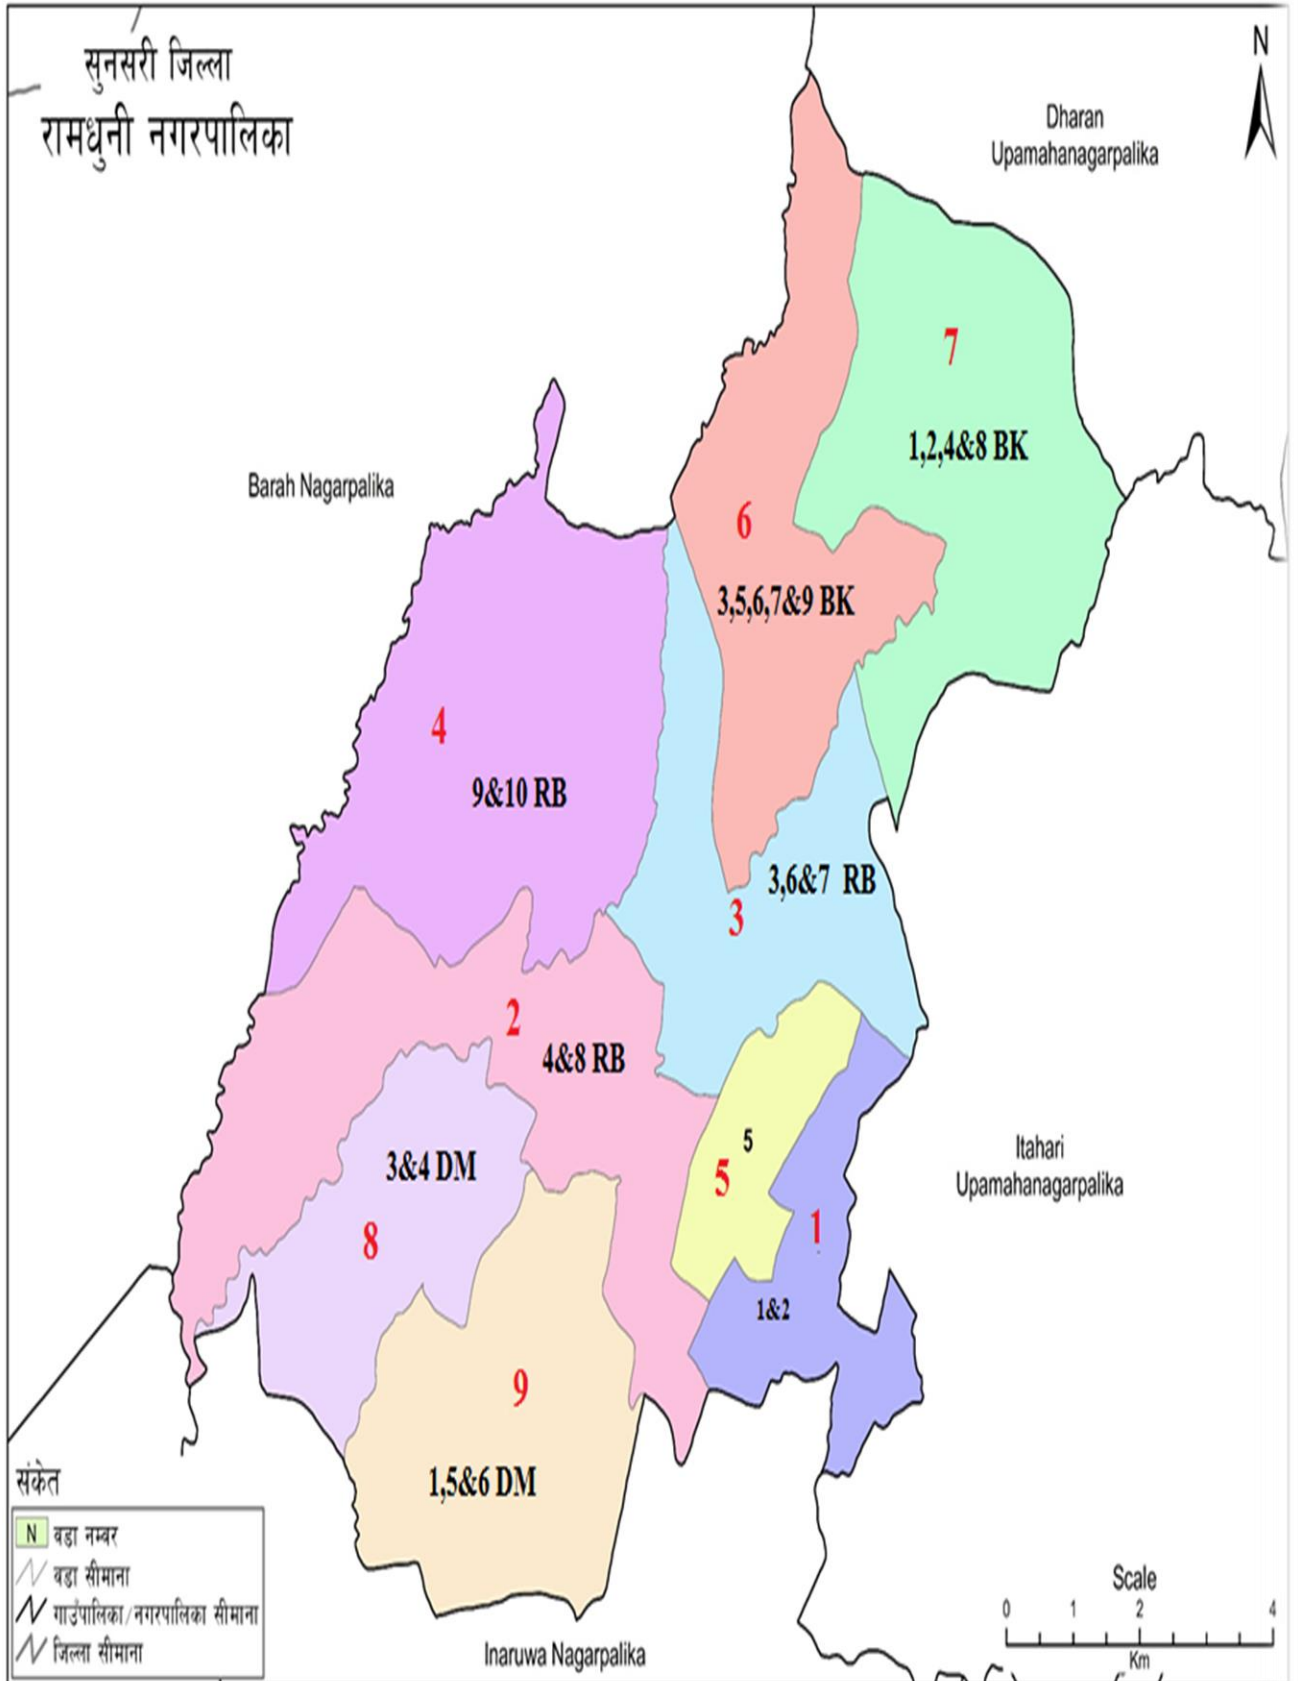 सुनसरी जिल्ला
रामधुनी नगरपालिका
N
Dharan
Upamahanagarpalika
7
1,2,4&8 BK
Barah Nagarpalika
6
3,5,6,7&9 BK
4
9&10 RB
3,6&7 RB
3
2
4&8 RB
5
5
3&4 DM
Itahari
Upamahanagarpalika
8
1
1&2
9
1,5&6 DM
संकेत
N वडा नम्बर
वडा सीमाना
गाउँपालिका/नगरपालिका सीमाना
जिल्ला सीमाना
Inaruwa Nagarpalika
Scale
0 1 2 4
Km